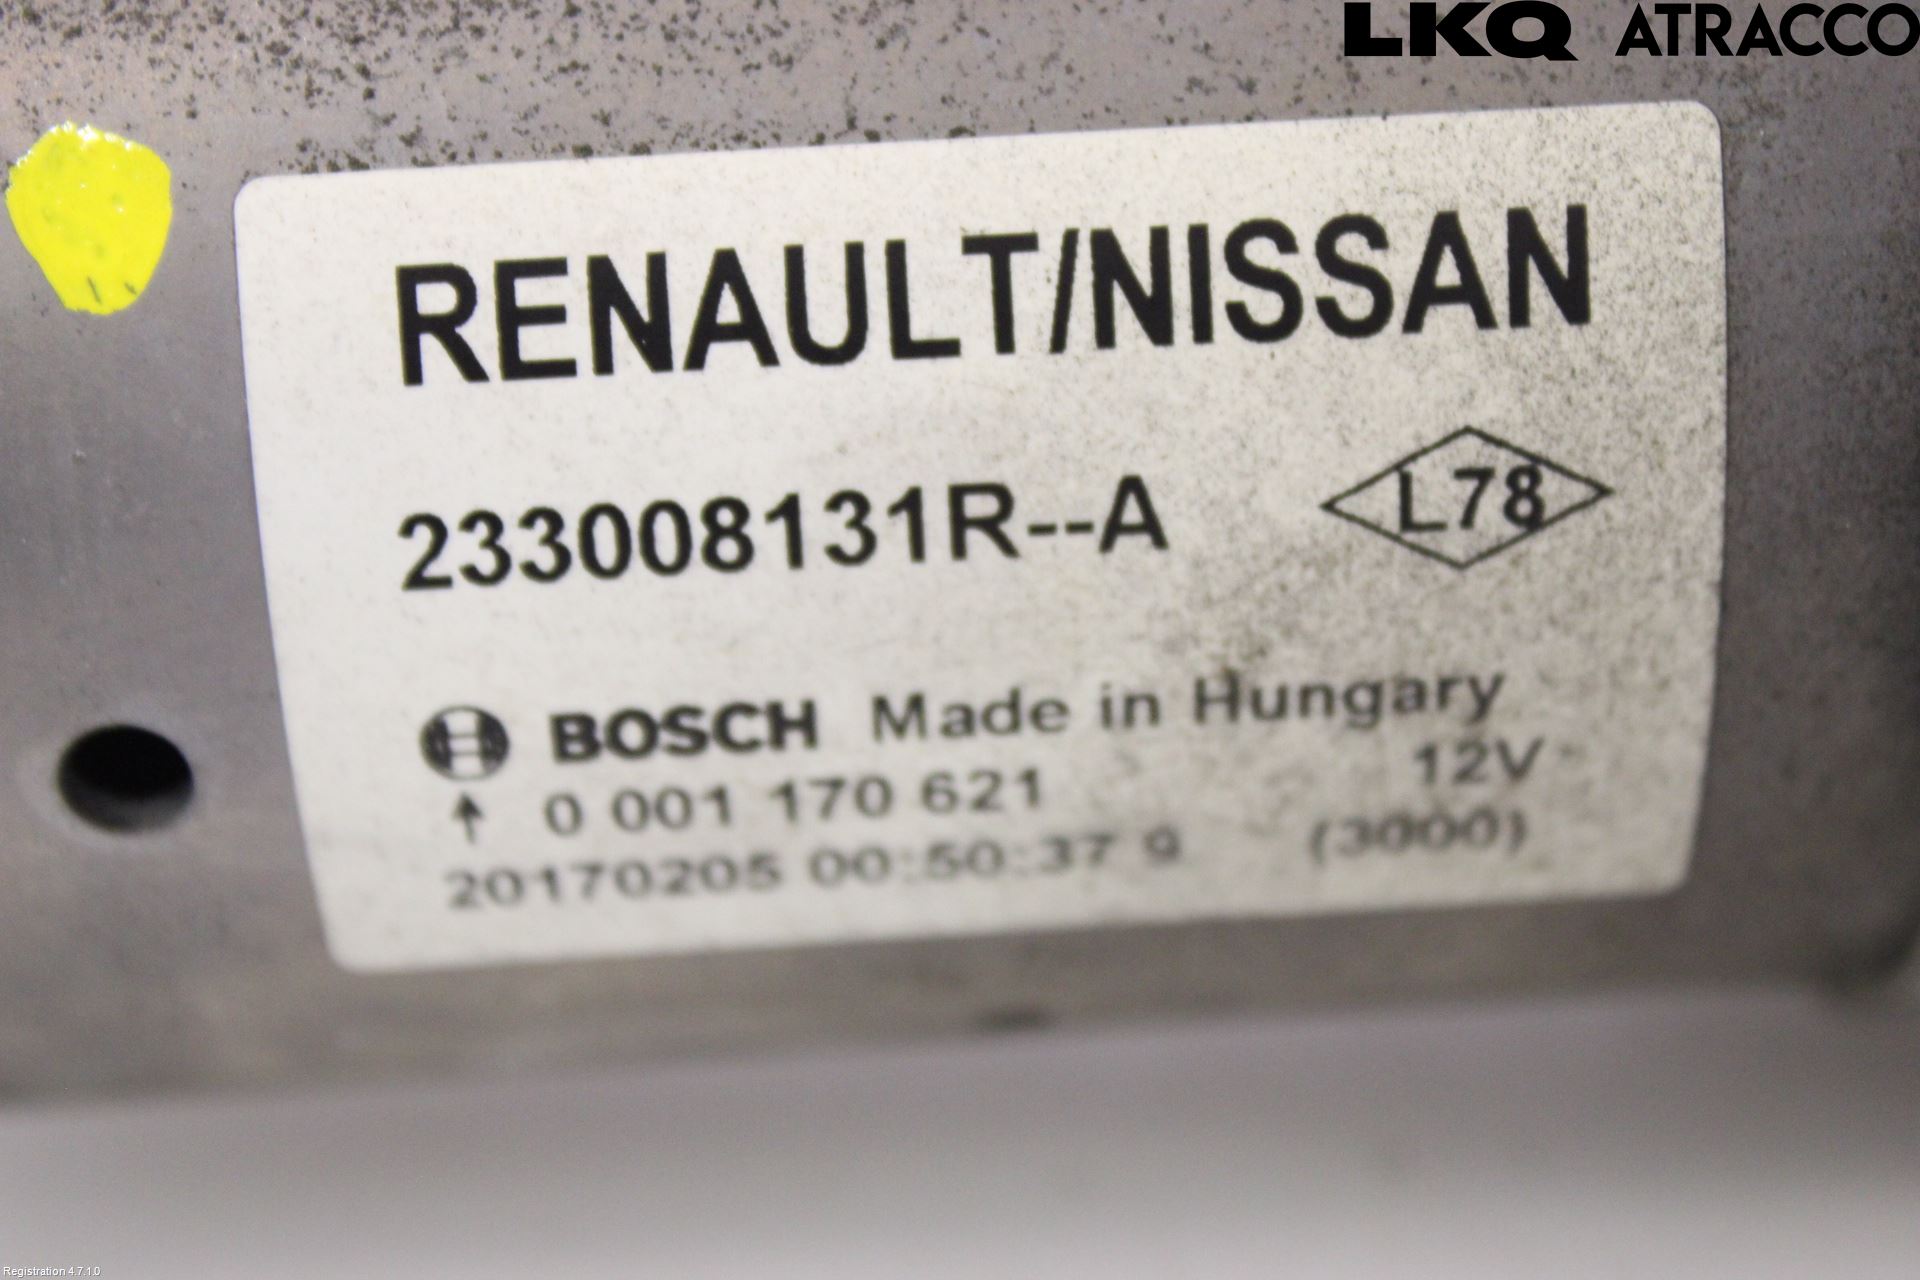 LKQ ATRACCO
RENAULT/NISSAN
233008131R--A
L78
BOSCH Made in Hungary
0 001 170 621 12V
20170205 00:50:37 9 (3000)
Registration 4.7.1.0